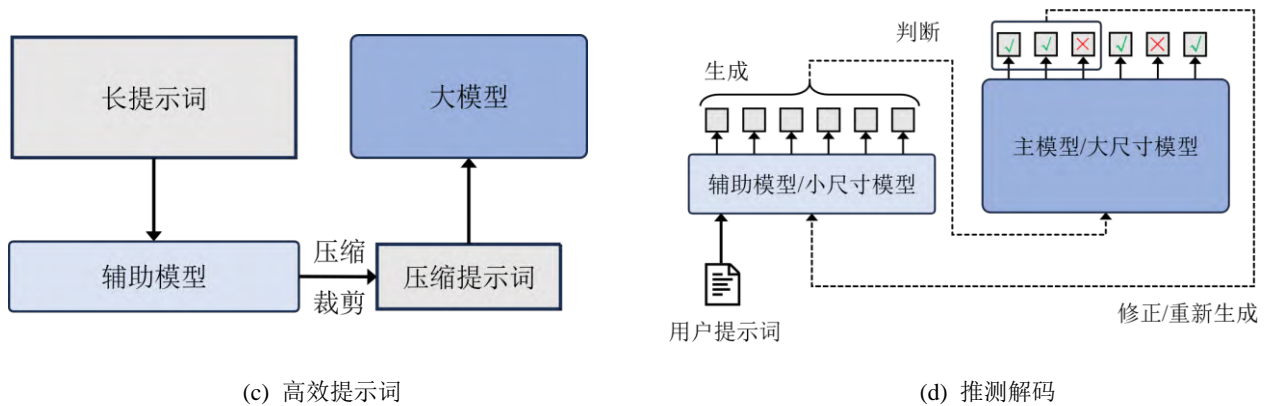 长提示词
大模型
辅助模型
压缩
裁剪
压缩提示词
(c) 高效提示词
判断
生成
主模型/大尺寸模型
辅助模型/小尺寸模型
用户提示词
修正/重新生成
(d) 推测解码